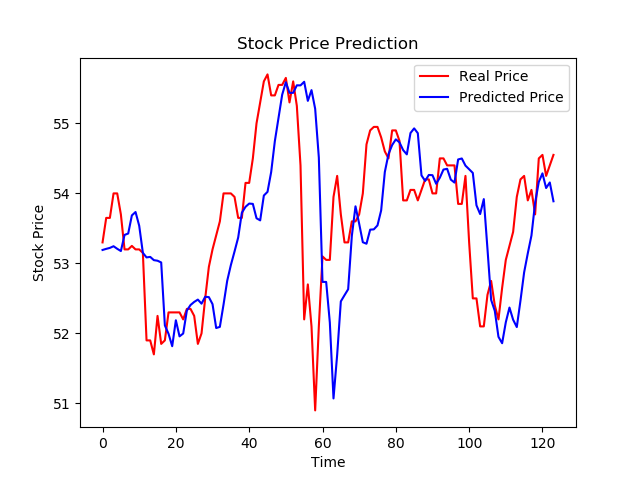 Stock Price Prediction
Real Price
Predicted Price
55
54
53
52
51
Stock Price
0 20 40 60 80 100 120
Time